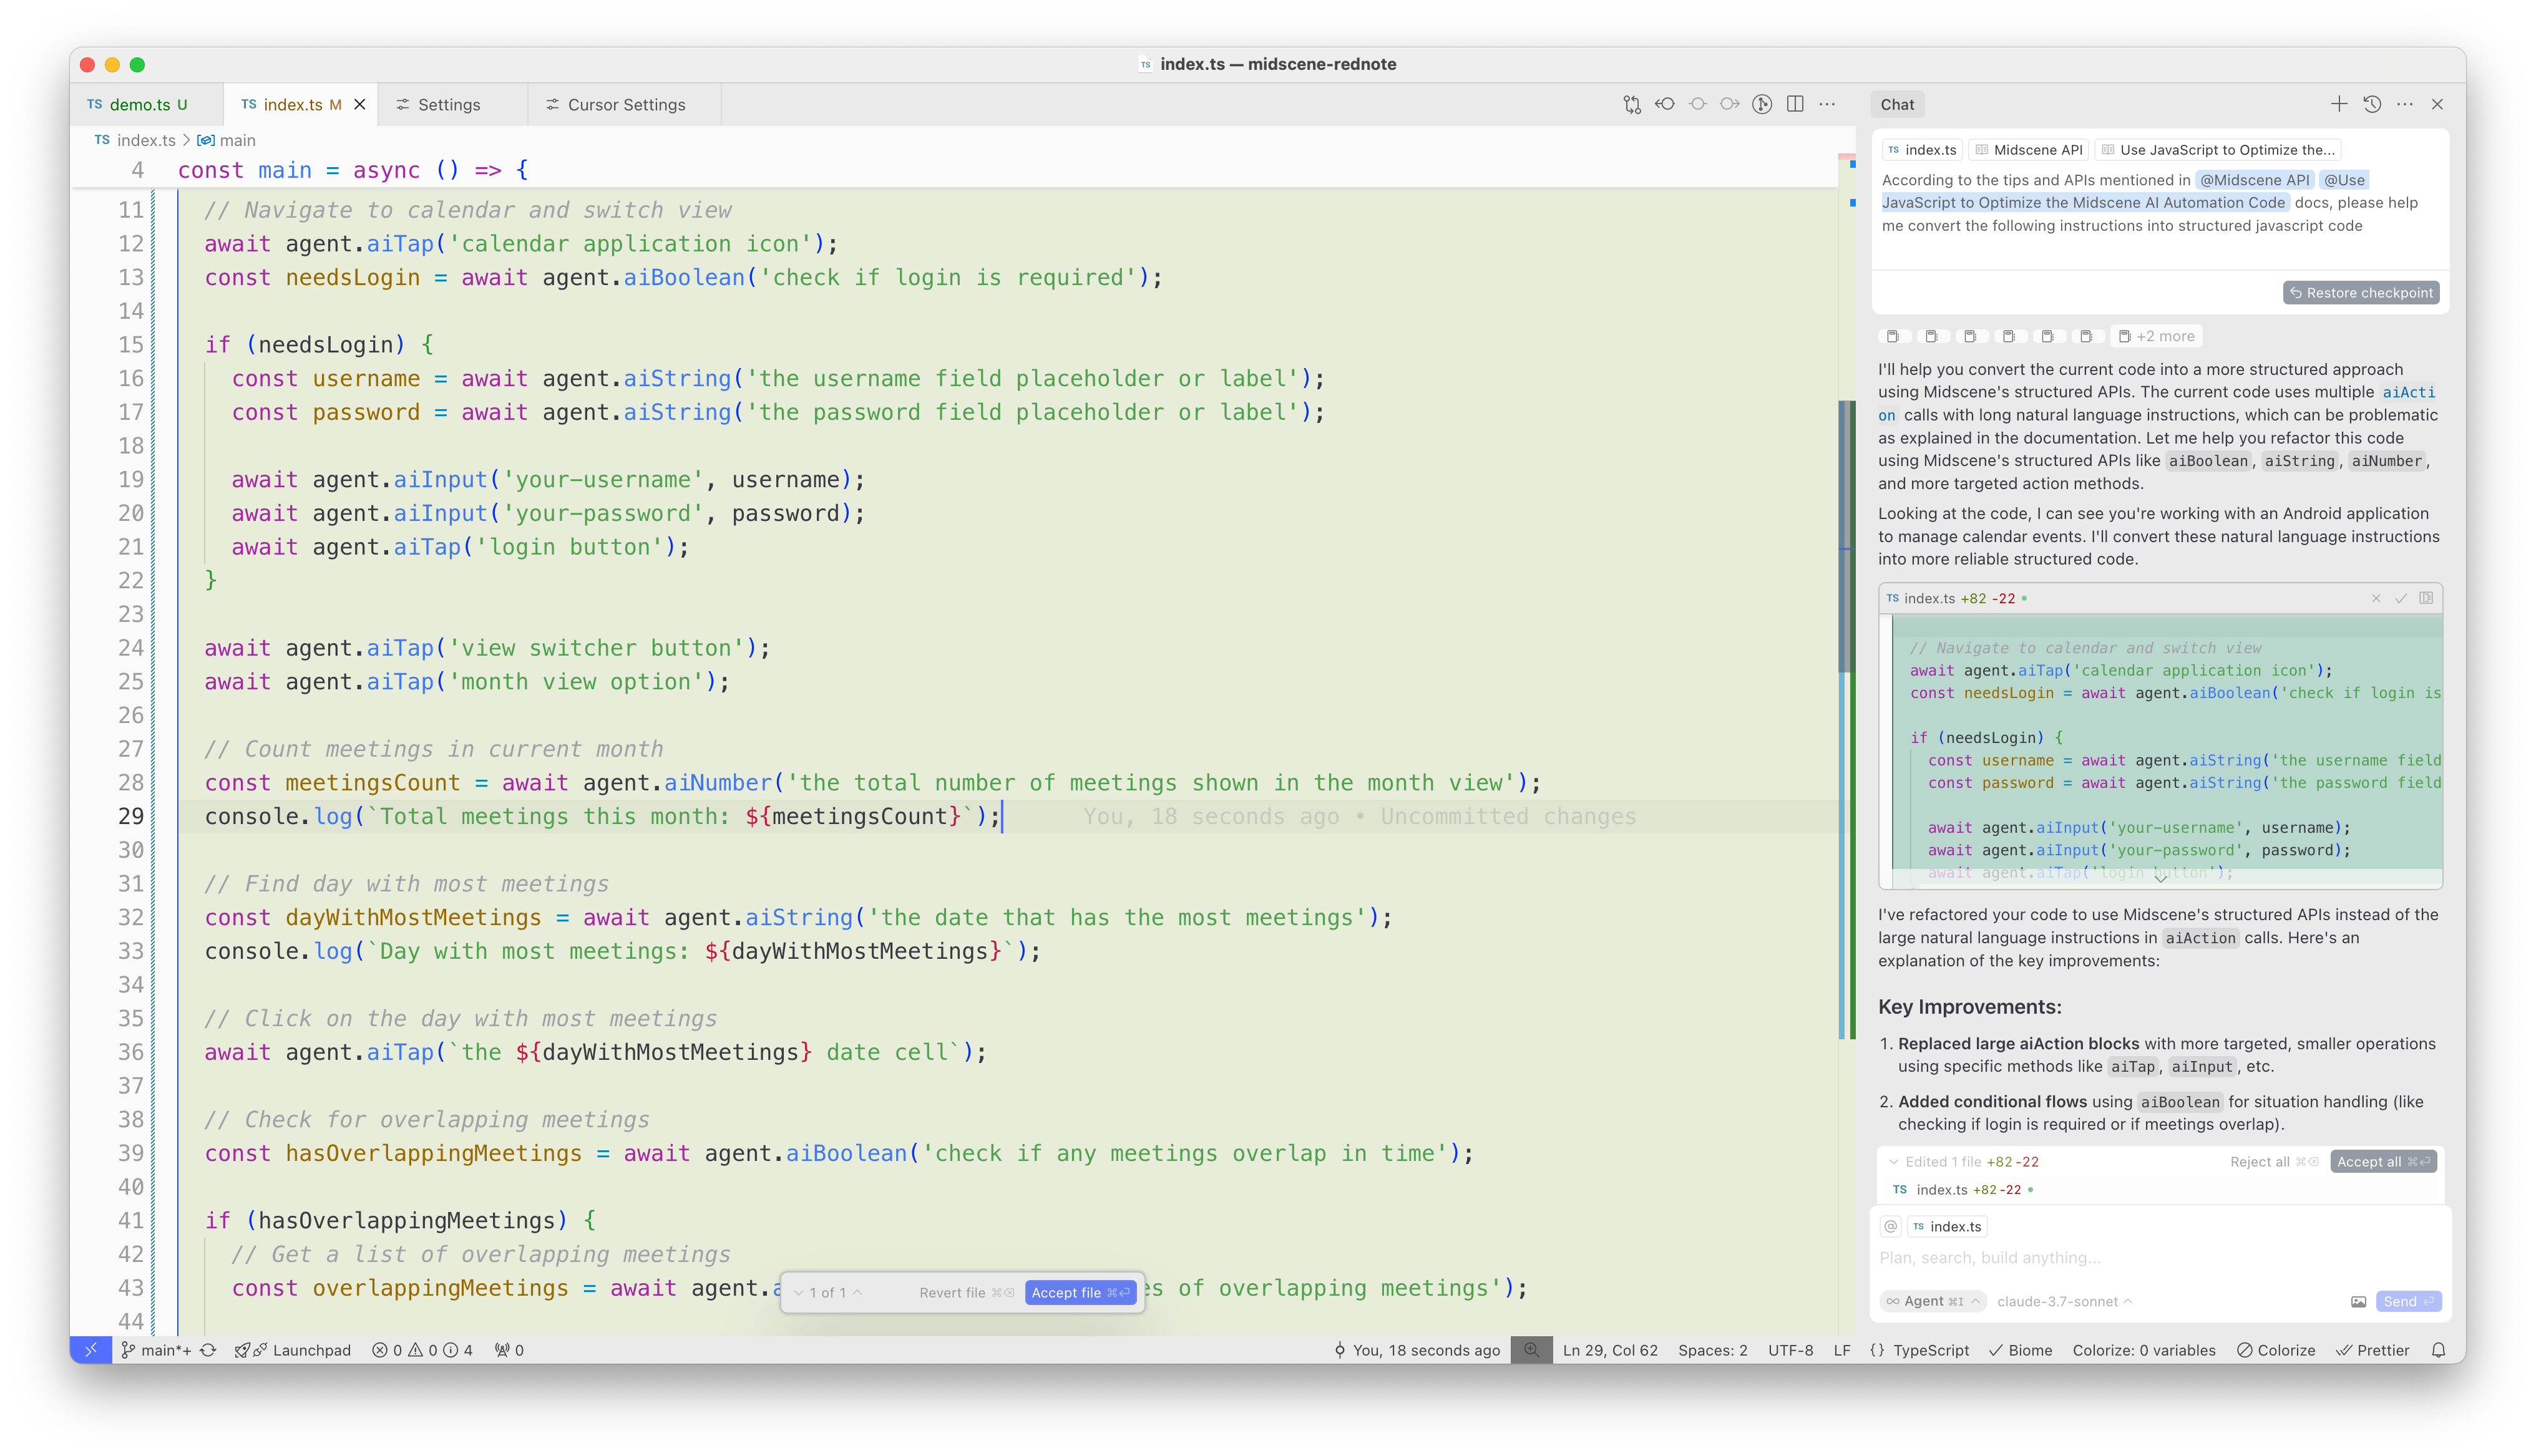 index.ts — midscene-rednote
TS demo.ts U
TS index.ts M
Settings
Cursor Settings
TS index.ts > main
4 const main = async () => {
11 // Navigate to calendar and switch view
12 await agent.aiTap('calendar application icon');
13 const needsLogin = await agent.aiBoolean('check if login is required');
14
15 if (needsLogin) {
16 const username = await agent.aiString('the username field placeholder or label');
17 const password = await agent.aiString('the password field placeholder or label');
18
19 await agent.aiInput('your-username', username);
20 await agent.aiInput('your-password', password);
21 await agent.aiTap('login button');
22 }
23
24 await agent.aiTap('view switcher button');
25 await agent.aiTap('month view option');
26
27 // Count meetings in current month
28 const meetingsCount = await agent.aiNumber('the total number of meetings shown in the month view');
29 console.log(`Total meetings this month: ${meetingsCount}`); You, 18 seconds ago • Uncommitted changes
30
31 // Find day with most meetings
32 const dayWithMostMeetings = await agent.aiString('the date that has the most meetings');
33 console.log(`Day with most meetings: ${dayWithMostMeetings}`);
34
35 // Click on the day with most meetings
36 await agent.aiTap(`the ${dayWithMostMeetings} date cell`);
37
38 // Check for overlapping meetings
39 const hasOverlappingMeetings = await agent.aiBoolean('check if any meetings overlap in time');
40
41 if (hasOverlappingMeetings) {
42 // Get a list of overlapping meetings
43 const overlappingMeetings = await agent. of overlapping meetings');
44
1 of 1
Revert file
Accept file
Chat
TS index.ts
Midscene API
Use JavaScript to Optimize the...
According to the tips and APIs mentioned in @Midscene API @Use
JavaScript to Optimize the Midscene AI Automation Code docs, please help
me convert the following instructions into structured javascript code
Restore checkpoint
+2 more
I'll help you convert the current code into a more structured approach
using Midscene's structured APIs. The current code uses multiple aiActi
on calls with long natural language instructions, which can be problematic
as explained in the documentation. Let me help you refactor this code
using Midscene's structured APIs like aiBoolean, aiString, aiNumber,
and more targeted action methods.
Looking at the code, I can see you're working with an Android application
to manage calendar events. I'll convert these natural language instructions
into more reliable structured code.
TS index.ts +82 -22
// Navigate to calendar and switch view
await agent.aiTap('calendar application icon');
const needsLogin = await agent.aiBoolean('check if login is
if (needsLogin) {
const username = await agent.aiString('the username field
const password = await agent.aiString('the password field
await agent.aiInput('your-username', username);
await agent.aiInput('your-password', password);
await agent.aiTap('login button');
I've refactored your code to use Midscene's structured APIs instead of the
large natural language instructions in aiAction calls. Here's an
explanation of the key improvements:
Key Improvements:
1. Replaced large aiAction blocks with more targeted, smaller operations
using specific methods like aiTap, aiInput, etc.
2. Added conditional flows using aiBoolean for situation handling (like
checking if login is required or if meetings overlap).
Edited 1 file +82 -22
Reject all
Accept all
TS index.ts +82 -22
@ TS index.ts
Plan, search, build anything...
Agent ⌘I
claude-3.7-sonnet
Send
main*+
Launchpad
0 0 4
0
You, 18 seconds ago
Ln 29, Col 62
Spaces: 2
UTF-8
LF
{} TypeScript
Biome
Colorize: 0 variables
Colorize
Prettier